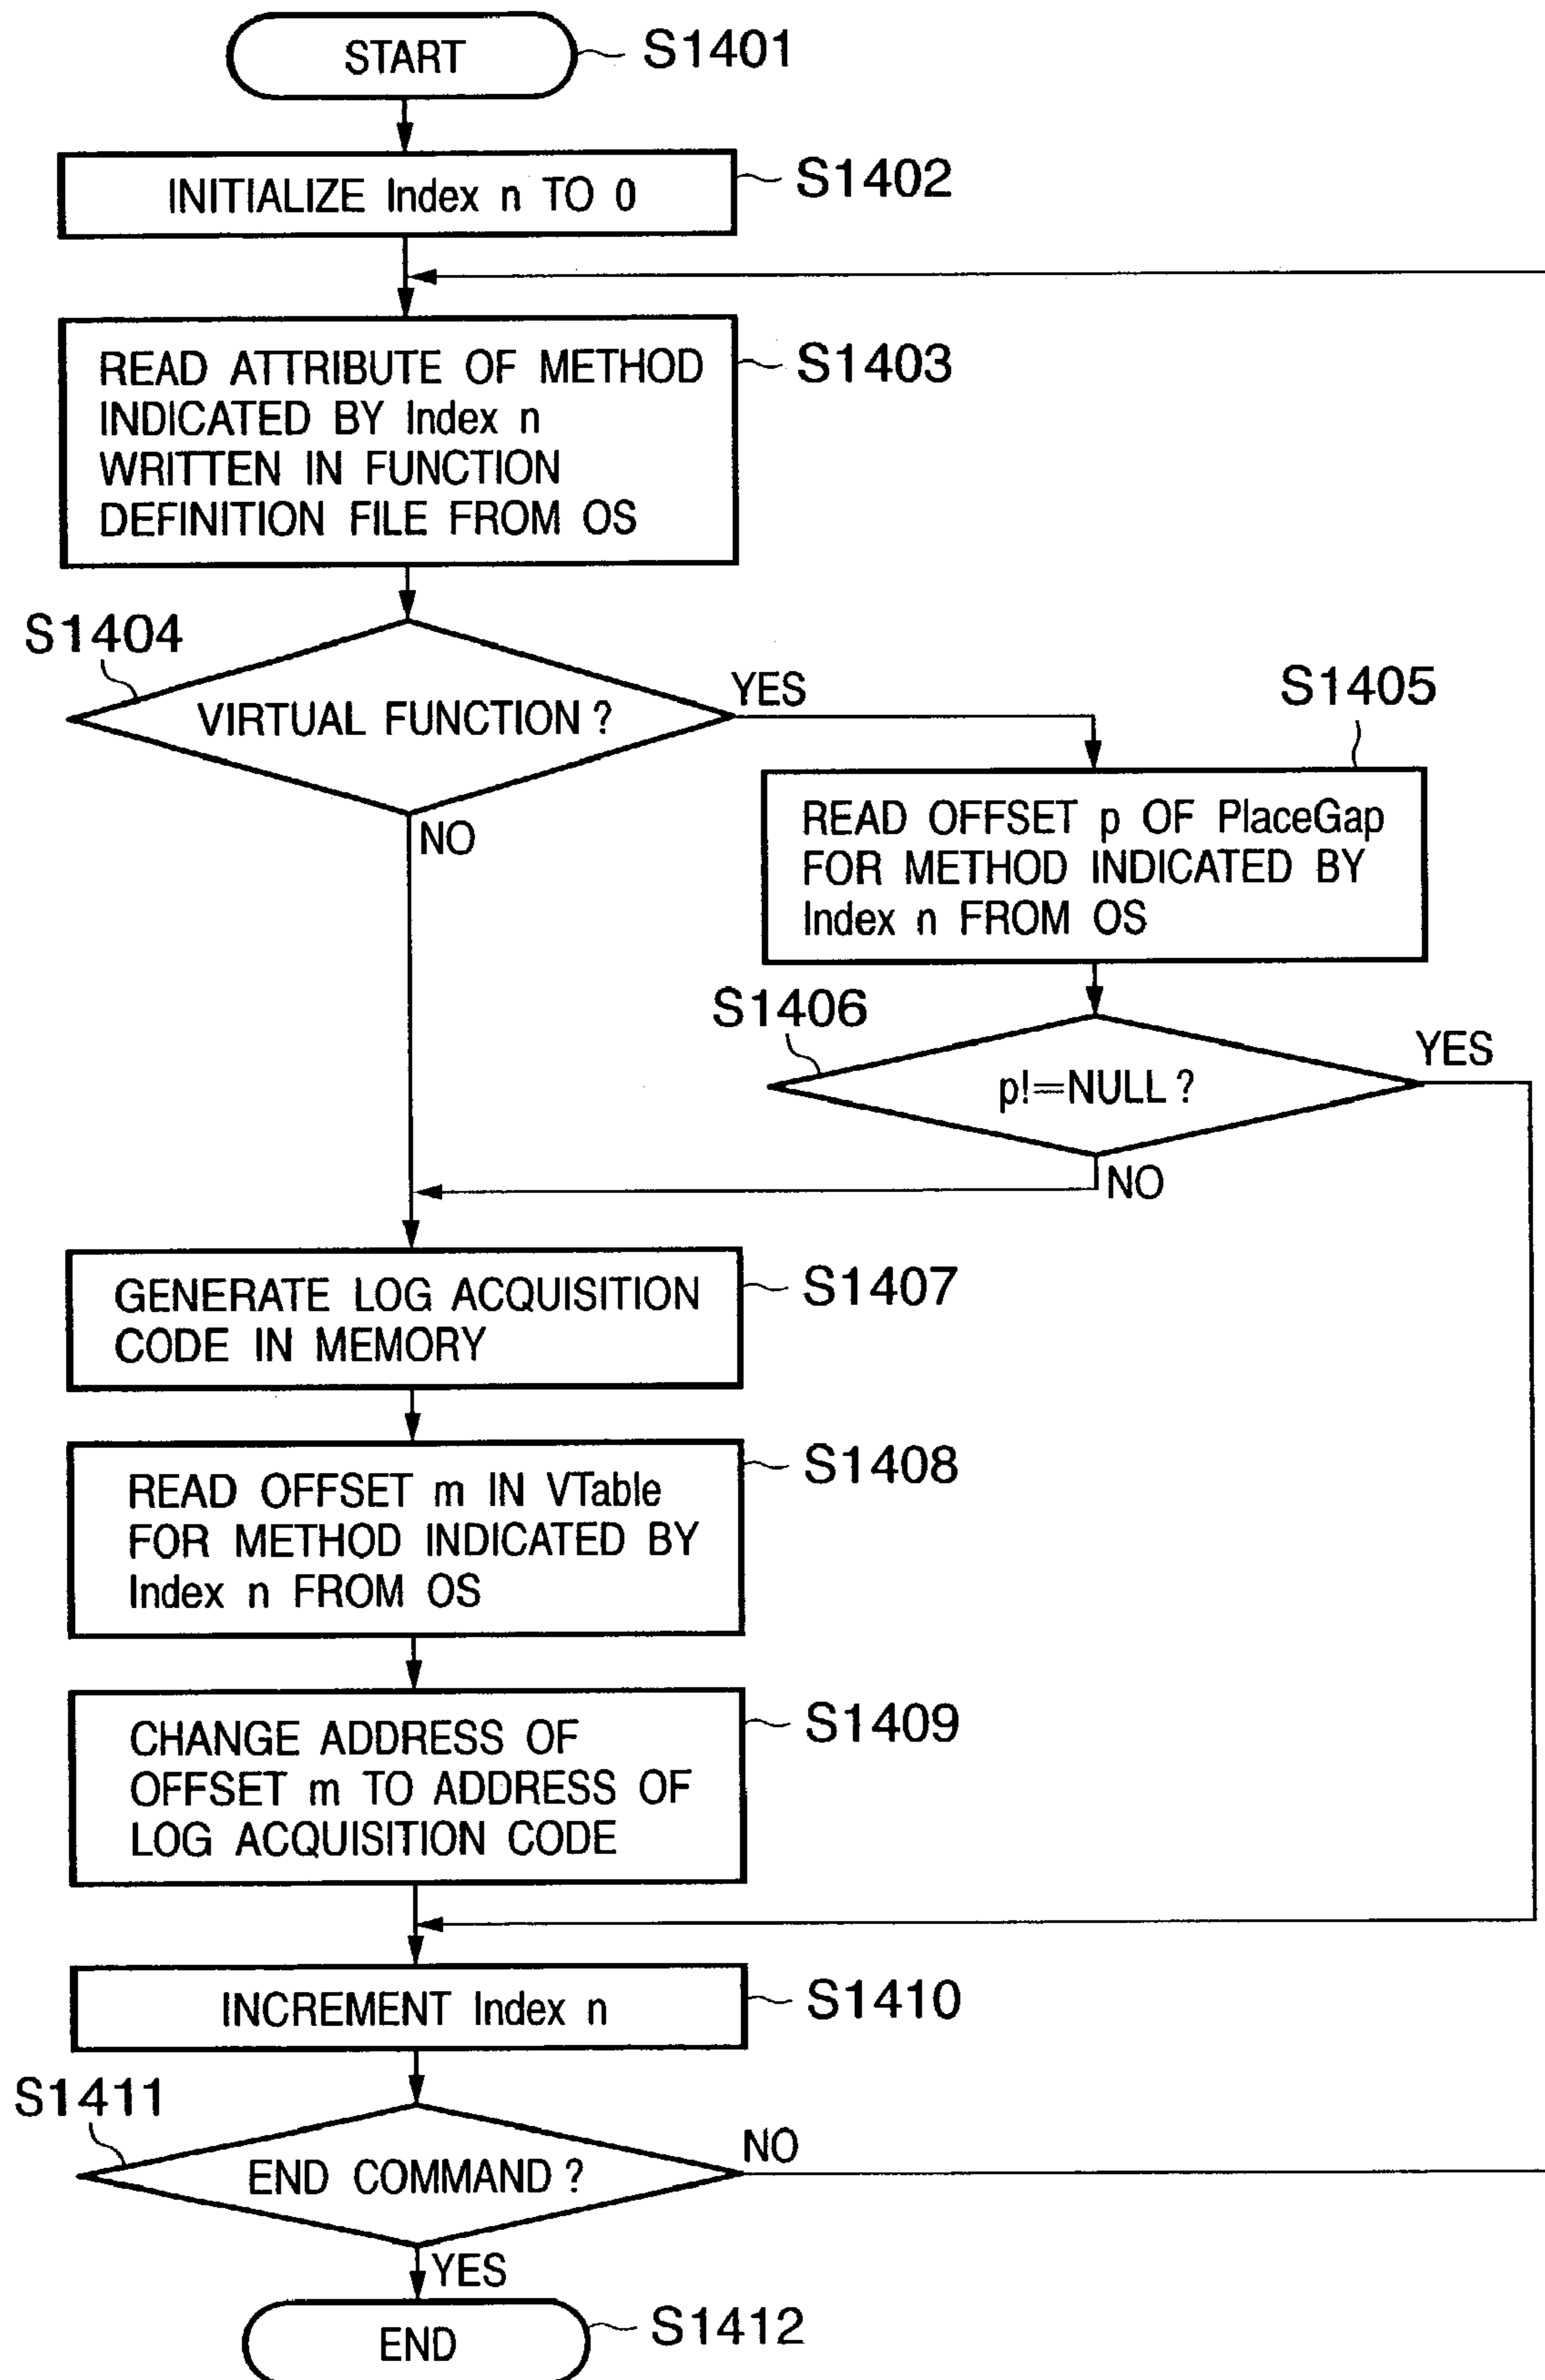 START
S1401
INITIALIZE Index n TO 0
S1402
READ ATTRIBUTE OF METHOD
INDICATED BY Index n
WRITTEN IN FUNCTION
DEFINITION FILE FROM OS
S1403
S1404
VIRTUAL FUNCTION ?
YES
NO
S1405
READ OFFSET p OF PlaceGap
FOR METHOD INDICATED BY
Index n FROM OS
S1406
p!=NULL ?
YES
NO
GENERATE LOG ACQUISITION
CODE IN MEMORY
S1407
READ OFFSET m IN VTable
FOR METHOD INDICATED BY
Index n FROM OS
S1408
CHANGE ADDRESS OF
OFFSET m TO ADDRESS OF
LOG ACQUISITION CODE
S1409
INCREMENT Index n
S1410
S1411
END COMMAND ?
NO
YES
END
S1412